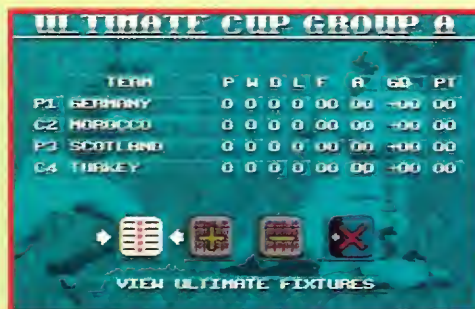 ULTIMATE CUP GROUP A
TEAM P W D L F A GD PT
P1 GERMANY 0 0 0 0 00 00 +00 00
C2 MOROCCO 0 0 0 0 00 00 +00 00
P3 SCOTLAND 0 0 0 0 00 00 +00 00
C4 TURKEY 0 0 0 0 00 00 +00 00
VIEW ULTIMATE FIXTURES